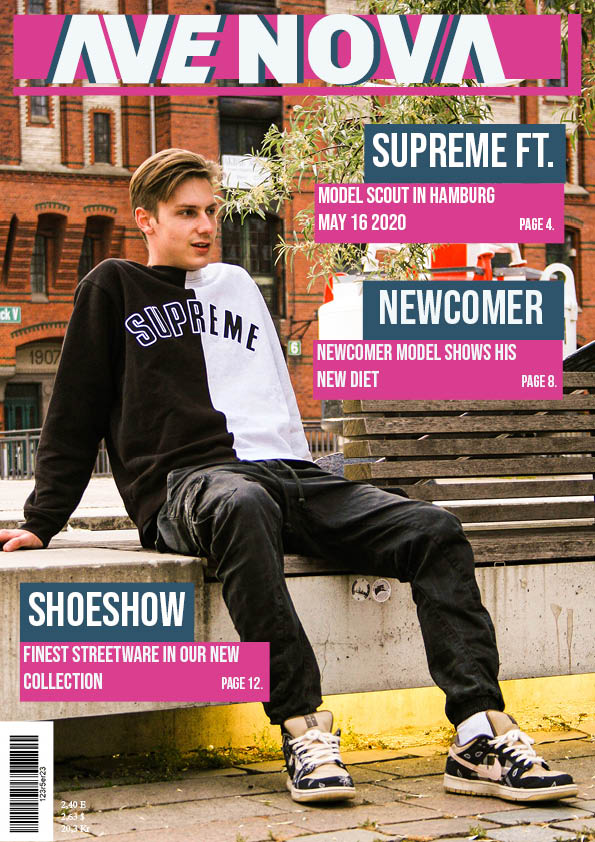 AVE NOVA
SUPREME FT.
MODEL SCOUT IN HAMBURG
MAY 16 2020 PAGE 4.
NEWCOMER
NEWCOMER MODEL SHOWS HIS
NEW DIET PAGE 8.
SUPREME
ck V
6
1907
SHOESHOW
FINEST STREETWARE IN OUR NEW
COLLECTION PAGE 12.
123/5er23
2,40 E
2,63 $
20,3 Kr